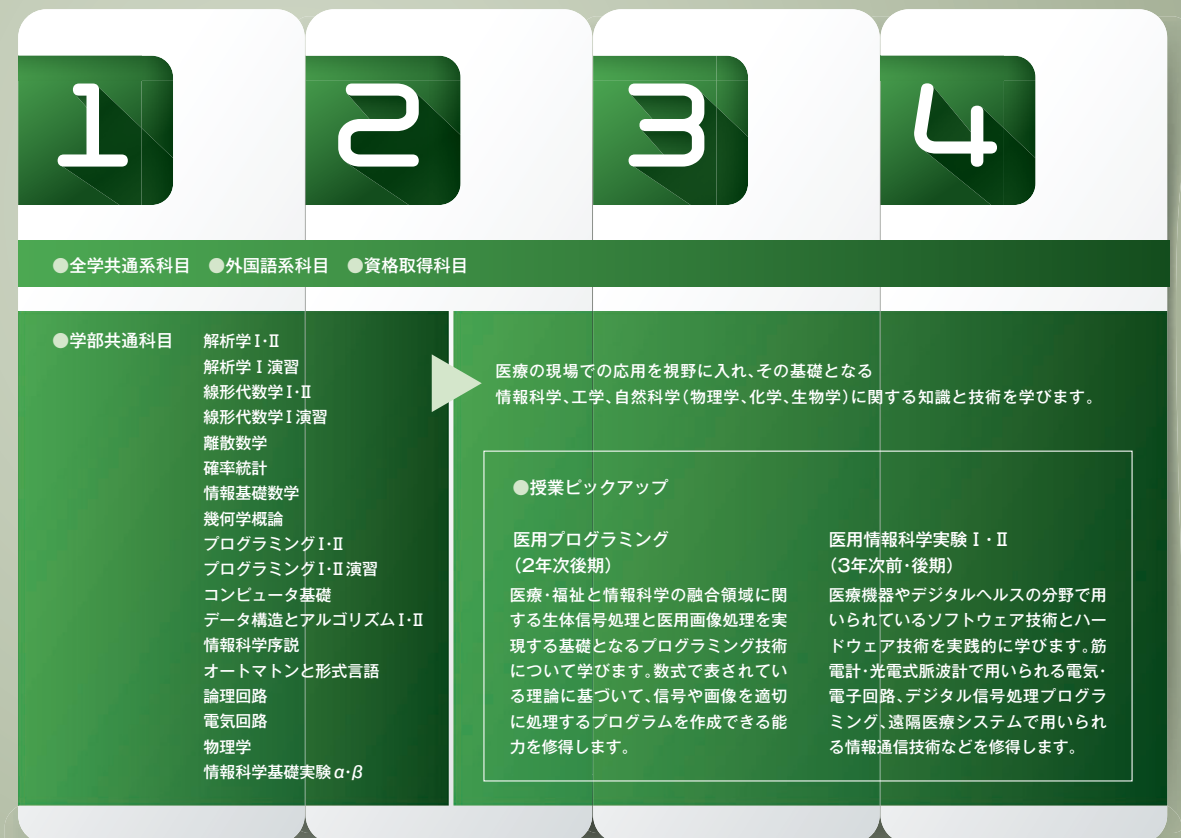 1
2
3
4
●全学共通系科目 ●外国語系科目 ●資格取得科目
●学部共通科目
解析学Ⅰ・Ⅱ
解析学Ⅰ演習
線形代数学Ⅰ・Ⅱ
線形代数学Ⅰ演習
離散数学
確率統計
情報基礎数学
幾何学概論
プログラミングⅠ・Ⅱ
プログラミングⅠ・Ⅱ演習
コンピュータ基礎
データ構造とアルゴリズムⅠ・Ⅱ
情報科学序説
オートマトンと形式言語
論理回路
電気回路
物理学
情報科学基礎実験α・β
医療の現場での応用を視野に入れ、その基礎となる
情報科学、工学、自然科学(物理学、化学、生物学)に関する知識と技術を学びます。
●授業ピックアップ
医用プログラミング
(2年次後期)
医療・福祉と情報科学の融合領域に関
する生体信号処理と医用画像処理を実
現する基礎となるプログラミング技術
について学びます。数式で表されてい
る理論に基づいて、信号や画像を適切
に処理するプログラムを作成できる能
力を修得します。
医用情報科学実験Ⅰ・Ⅱ
(3年次前・後期)
医療機器やデジタルヘルスの分野で用
いられているソフトウェア技術とハー
ドウェア技術を実践的に学びます。筋
電計・光電式脈波計で用いられる電気・
電子回路、デジタル信号処理プログラ
ミング、遠隔医療システムで用いられ
る情報通信技術などを修得します。